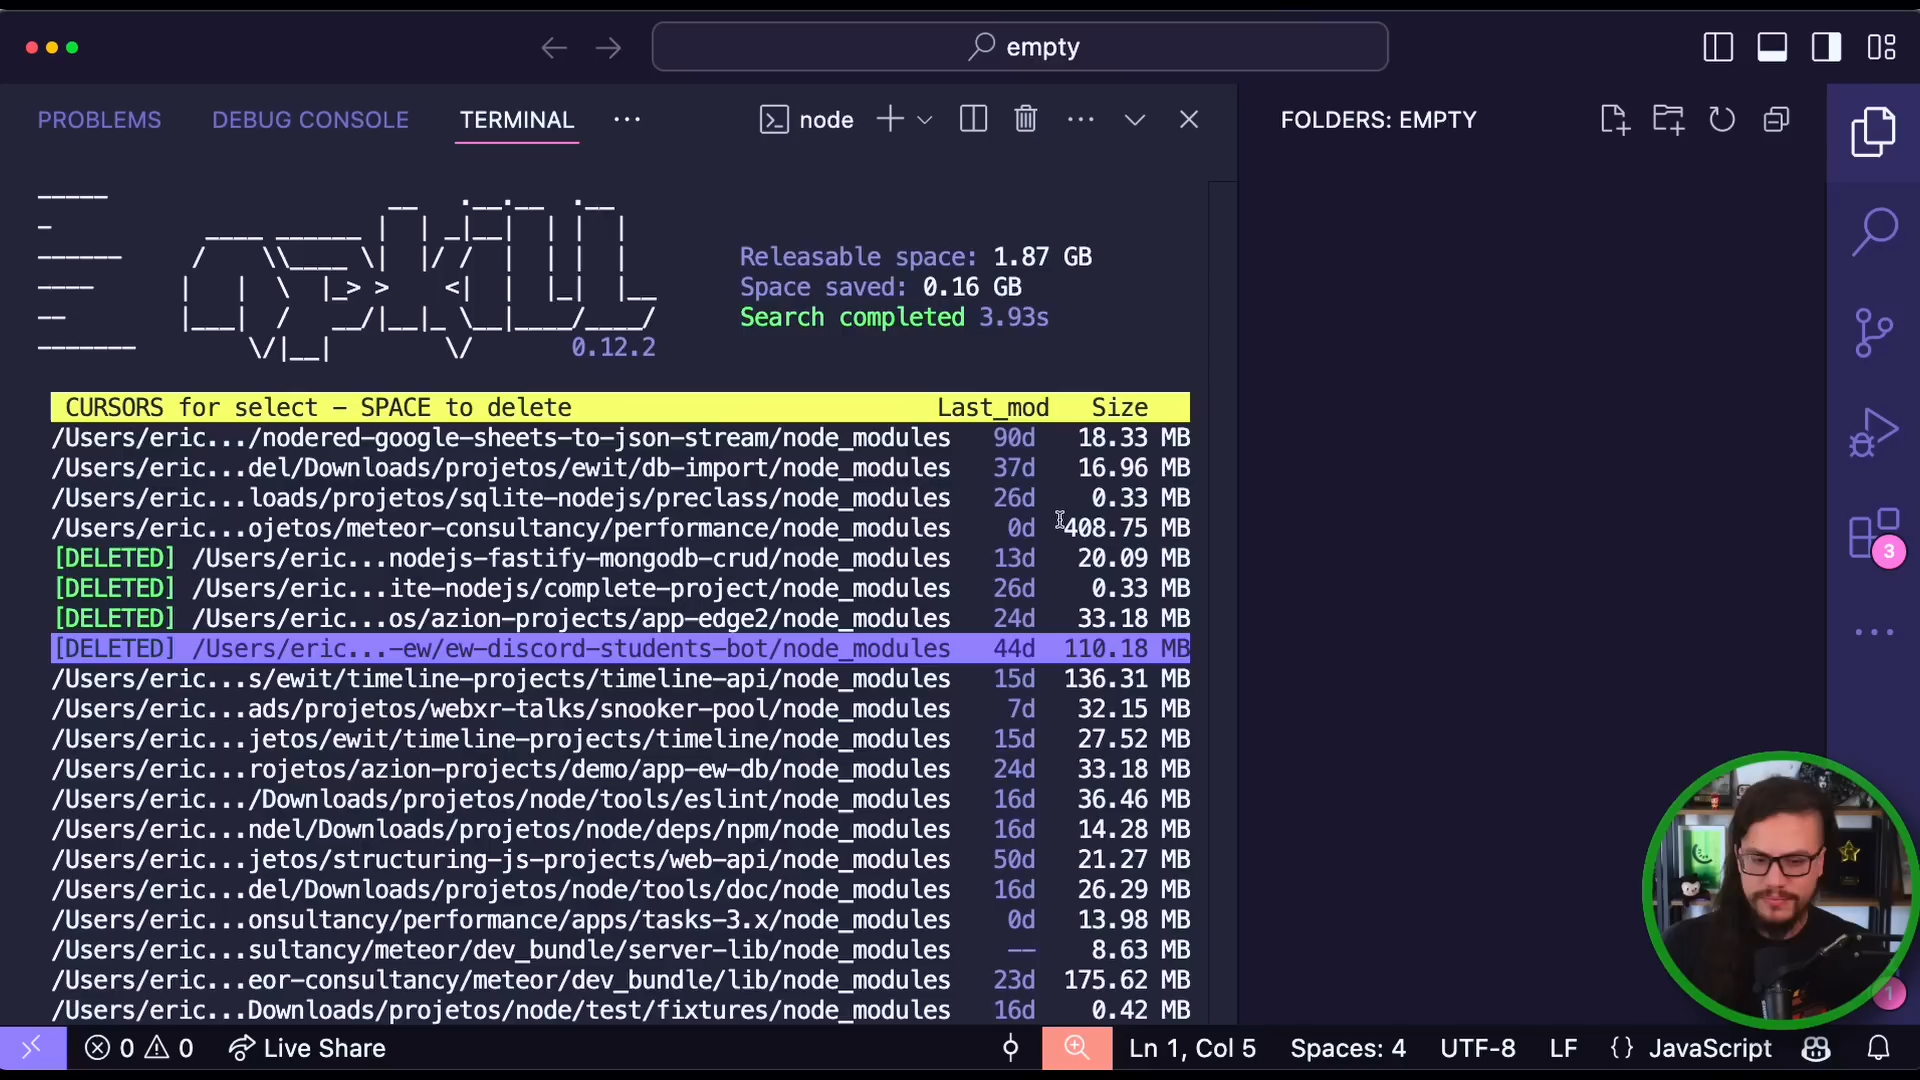 empty
PROBLEMS DEBUG CONSOLE TERMINAL ··· node FOLDERS: EMPTY
npkill
Releasable space: 1.87 GB
Space saved: 0.16 GB
Search completed 3.93s
0.12.2
CURSORS for select – SPACE to delete Last_mod Size
/Users/eric.../nodered-google-sheets-to-json-stream/node_modules 90d 18.33 MB
/Users/eric...del/Downloads/projetos/ewit/db-import/node_modules 37d 16.96 MB
/Users/eric...loads/projetos/sqlite-nodejs/preclass/node_modules 26d 0.33 MB
/Users/eric...ojetos/meteor-consultancy/performance/node_modules 0d 408.75 MB
[DELETED] /Users/eric...nodejs-fastify-mongodb-crud/node_modules 13d 20.09 MB
[DELETED] /Users/eric...ite-nodejs/complete-project/node_modules 26d 0.33 MB
[DELETED] /Users/eric...os/azion-projects/app-edge2/node_modules 24d 33.18 MB
[DELETED] /Users/eric...-ew/ew-discord-students-bot/node_modules 44d 110.18 MB
/Users/eric...s/ewit/timeline-projects/timeline-api/node_modules 15d 136.31 MB
/Users/eric...ads/projetos/webxr-talks/snooker-pool/node_modules 7d 32.15 MB
/Users/eric...jetos/ewit/timeline-projects/timeline/node_modules 15d 27.52 MB
/Users/eric...rojetos/azion-projects/demo/app-ew-db/node_modules 24d 33.18 MB
/Users/eric.../Downloads/projetos/node/tools/eslint/node_modules 16d 36.46 MB
/Users/eric...ndel/Downloads/projetos/node/deps/npm/node_modules 16d 14.28 MB
/Users/eric...jetos/structuring-js-projects/web-api/node_modules 50d 21.27 MB
/Users/eric...del/Downloads/projetos/node/tools/doc/node_modules 16d 26.29 MB
/Users/eric...onsultancy/performance/apps/tasks-3.x/node_modules 0d 13.98 MB
/Users/eric...sultancy/meteor/dev_bundle/server-lib/node_modules -- 8.63 MB
/Users/eric...eor-consultancy/meteor/dev_bundle/lib/node_modules 23d 175.62 MB
/Users/eric...Downloads/projetos/node/test/fixtures/node_modules 16d 0.42 MB
3
1
0 0 Live Share Ln 1, Col 5 Spaces: 4 UTF-8 LF {} JavaScript